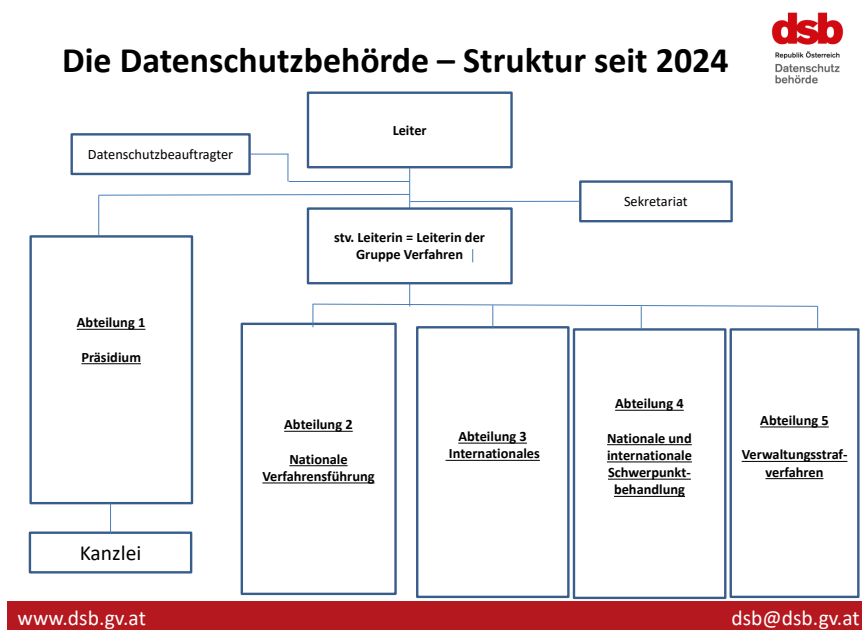 Die Datenschutzbehörde – Struktur seit 2024
dsb
Republik Österreich
Datenschutz
behörde
Leiter
Datenschutzbeauftragter
Sekretariat
stv. Leiterin = Leiterin der
Gruppe Verfahren
Abteilung 1
Präsidium
Kanzlei
Abteilung 2
Nationale
Verfahrensführung
Abteilung 3
Internationales
Abteilung 4
Nationale und
internationale
Schwerpunkt-
behandlung
Abteilung 5
Verwaltungsstraf-
verfahren
www.dsb.gv.at
dsb@dsb.gv.at